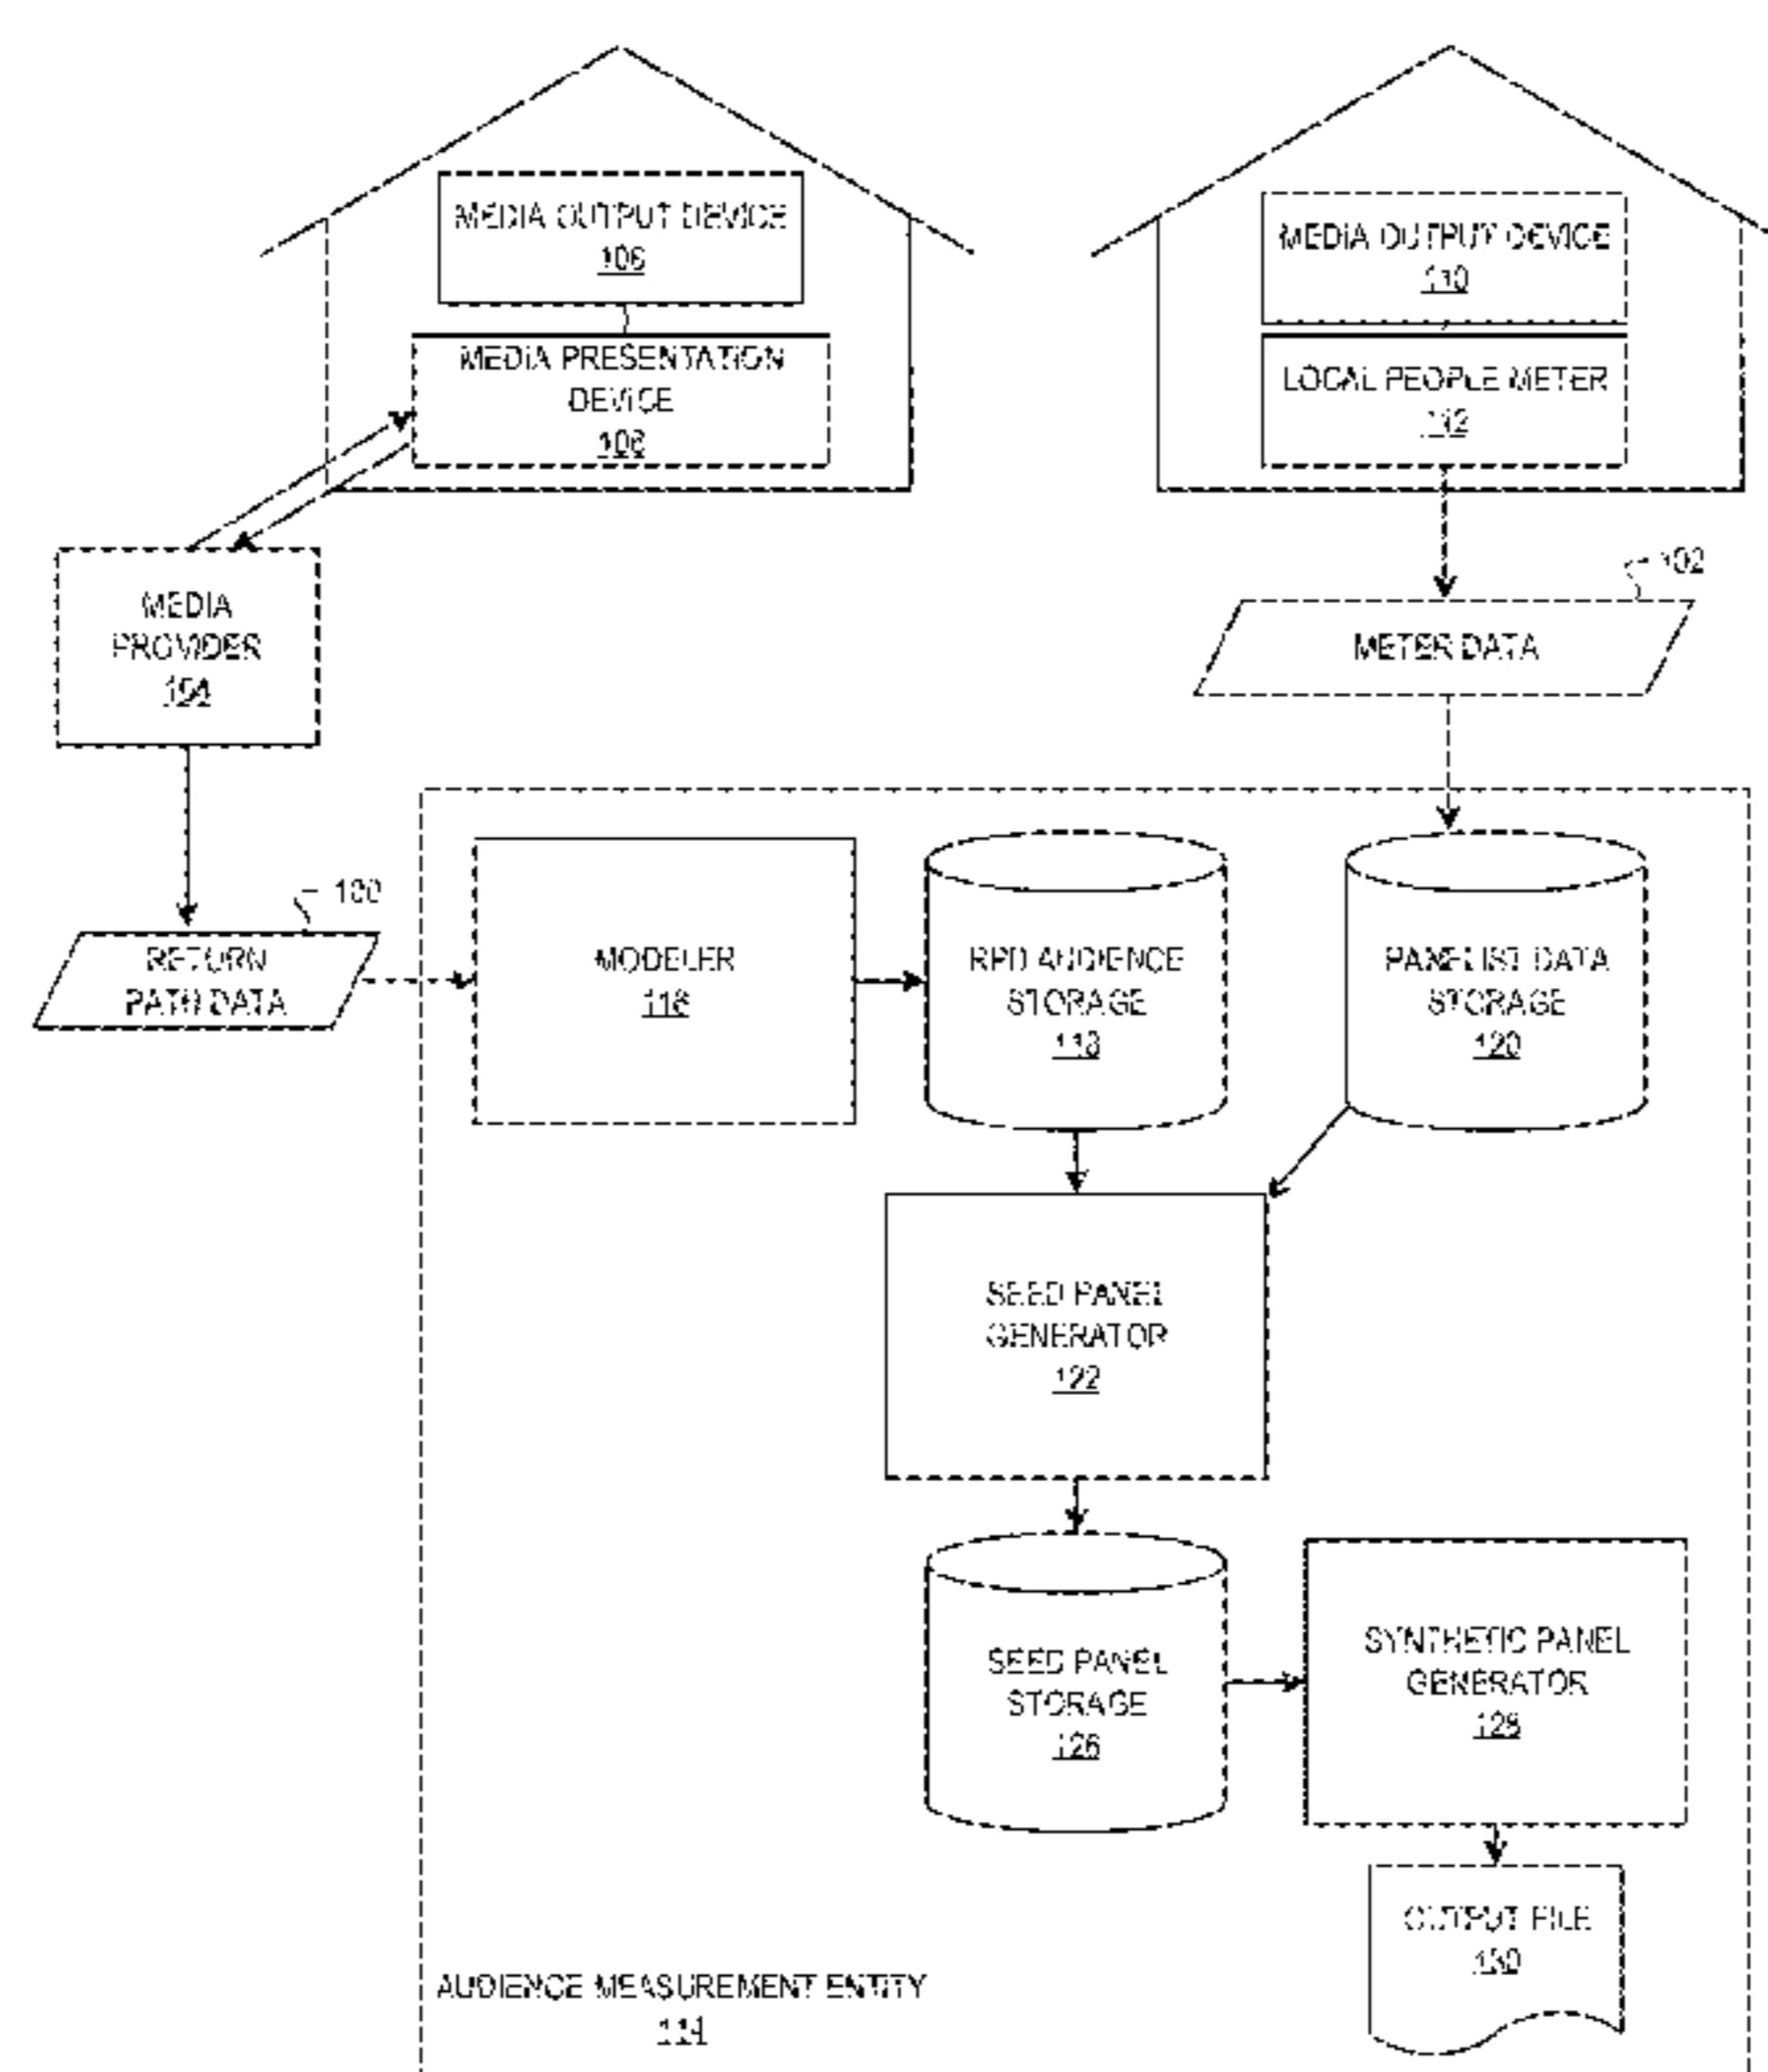 MEDIA OUTPUT DEVICE
108
MEDIA PRESENTATION
DEVICE
106
MEDIA OUTPUT DEVICE
110
LOCAL PEOPLE METER
112
MEDIA
PROVIDER
104
102
METER DATA
100
RETURN
PATH DATA
MODELER
116
RPD AUDIENCE
STORAGE
118
PANELIST DATA
STORAGE
120
SEED PANEL
GENERATOR
122
SEED PANEL
STORAGE
126
SYNTHETIC PANEL
GENERATOR
128
OUTPUT FILE
130
AUDIENCE MEASUREMENT ENTITY
114